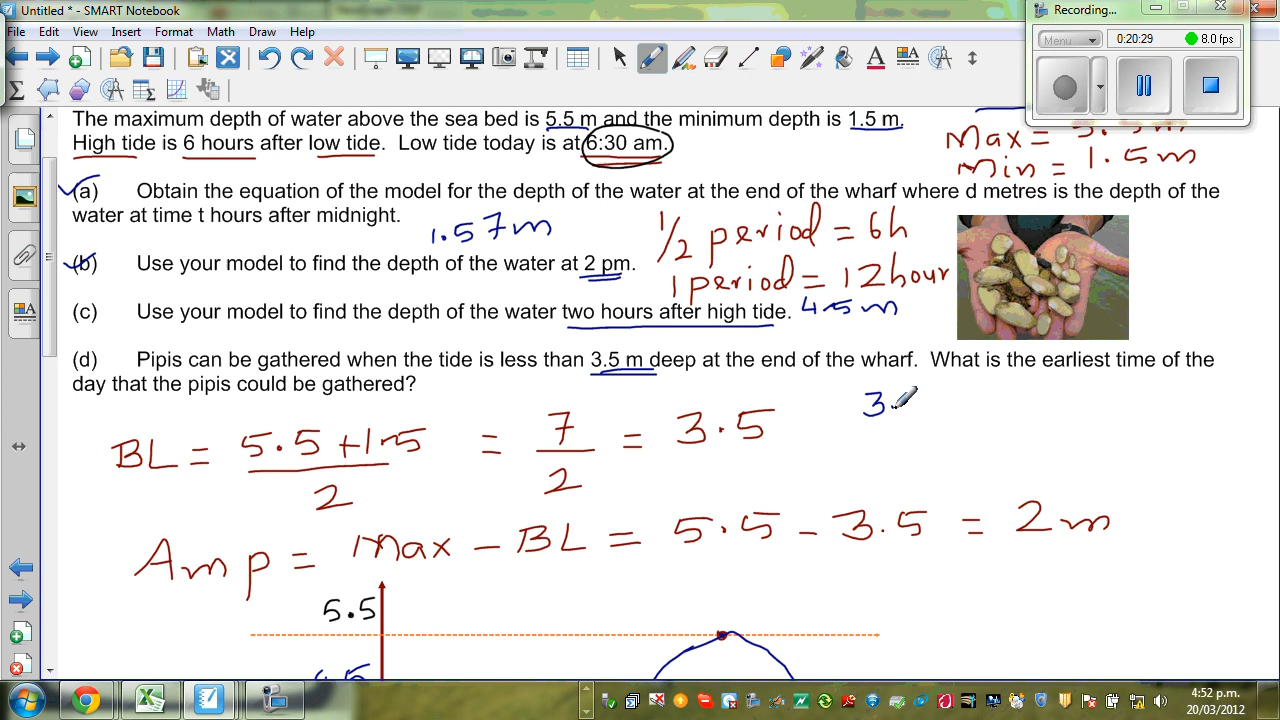 Untitled * - SMART Notebook
File Edit View Insert Format Math Draw Help
Recording...
Menu 0:20:29 8.0 fps
The maximum depth of water above the sea bed is 5.5 m and the minimum depth is 1.5 m.
High tide is 6 hours after low tide. Low tide today is at 6:30 am.
Max = 5.5m
Min = 1.5m
(a) Obtain the equation of the model for the depth of the water at the end of the wharf where d metres is the depth of the
water at time t hours after midnight.
1.57m
1/2 period = 6h
(b) Use your model to find the depth of the water at 2 pm.
1 period = 12 hour
(c) Use your model to find the depth of the water two hours after high tide. 4.5 m
(d) Pipis can be gathered when the tide is less than 3.5 m deep at the end of the wharf. What is the earliest time of the
day that the pipis could be gathered?
3.
BL = 5.5 + 1.5 / 2 = 7 / 2 = 3.5
Amp = Max - BL = 5.5 - 3.5 = 2m
5.5
4:52 p.m.
20/03/2012